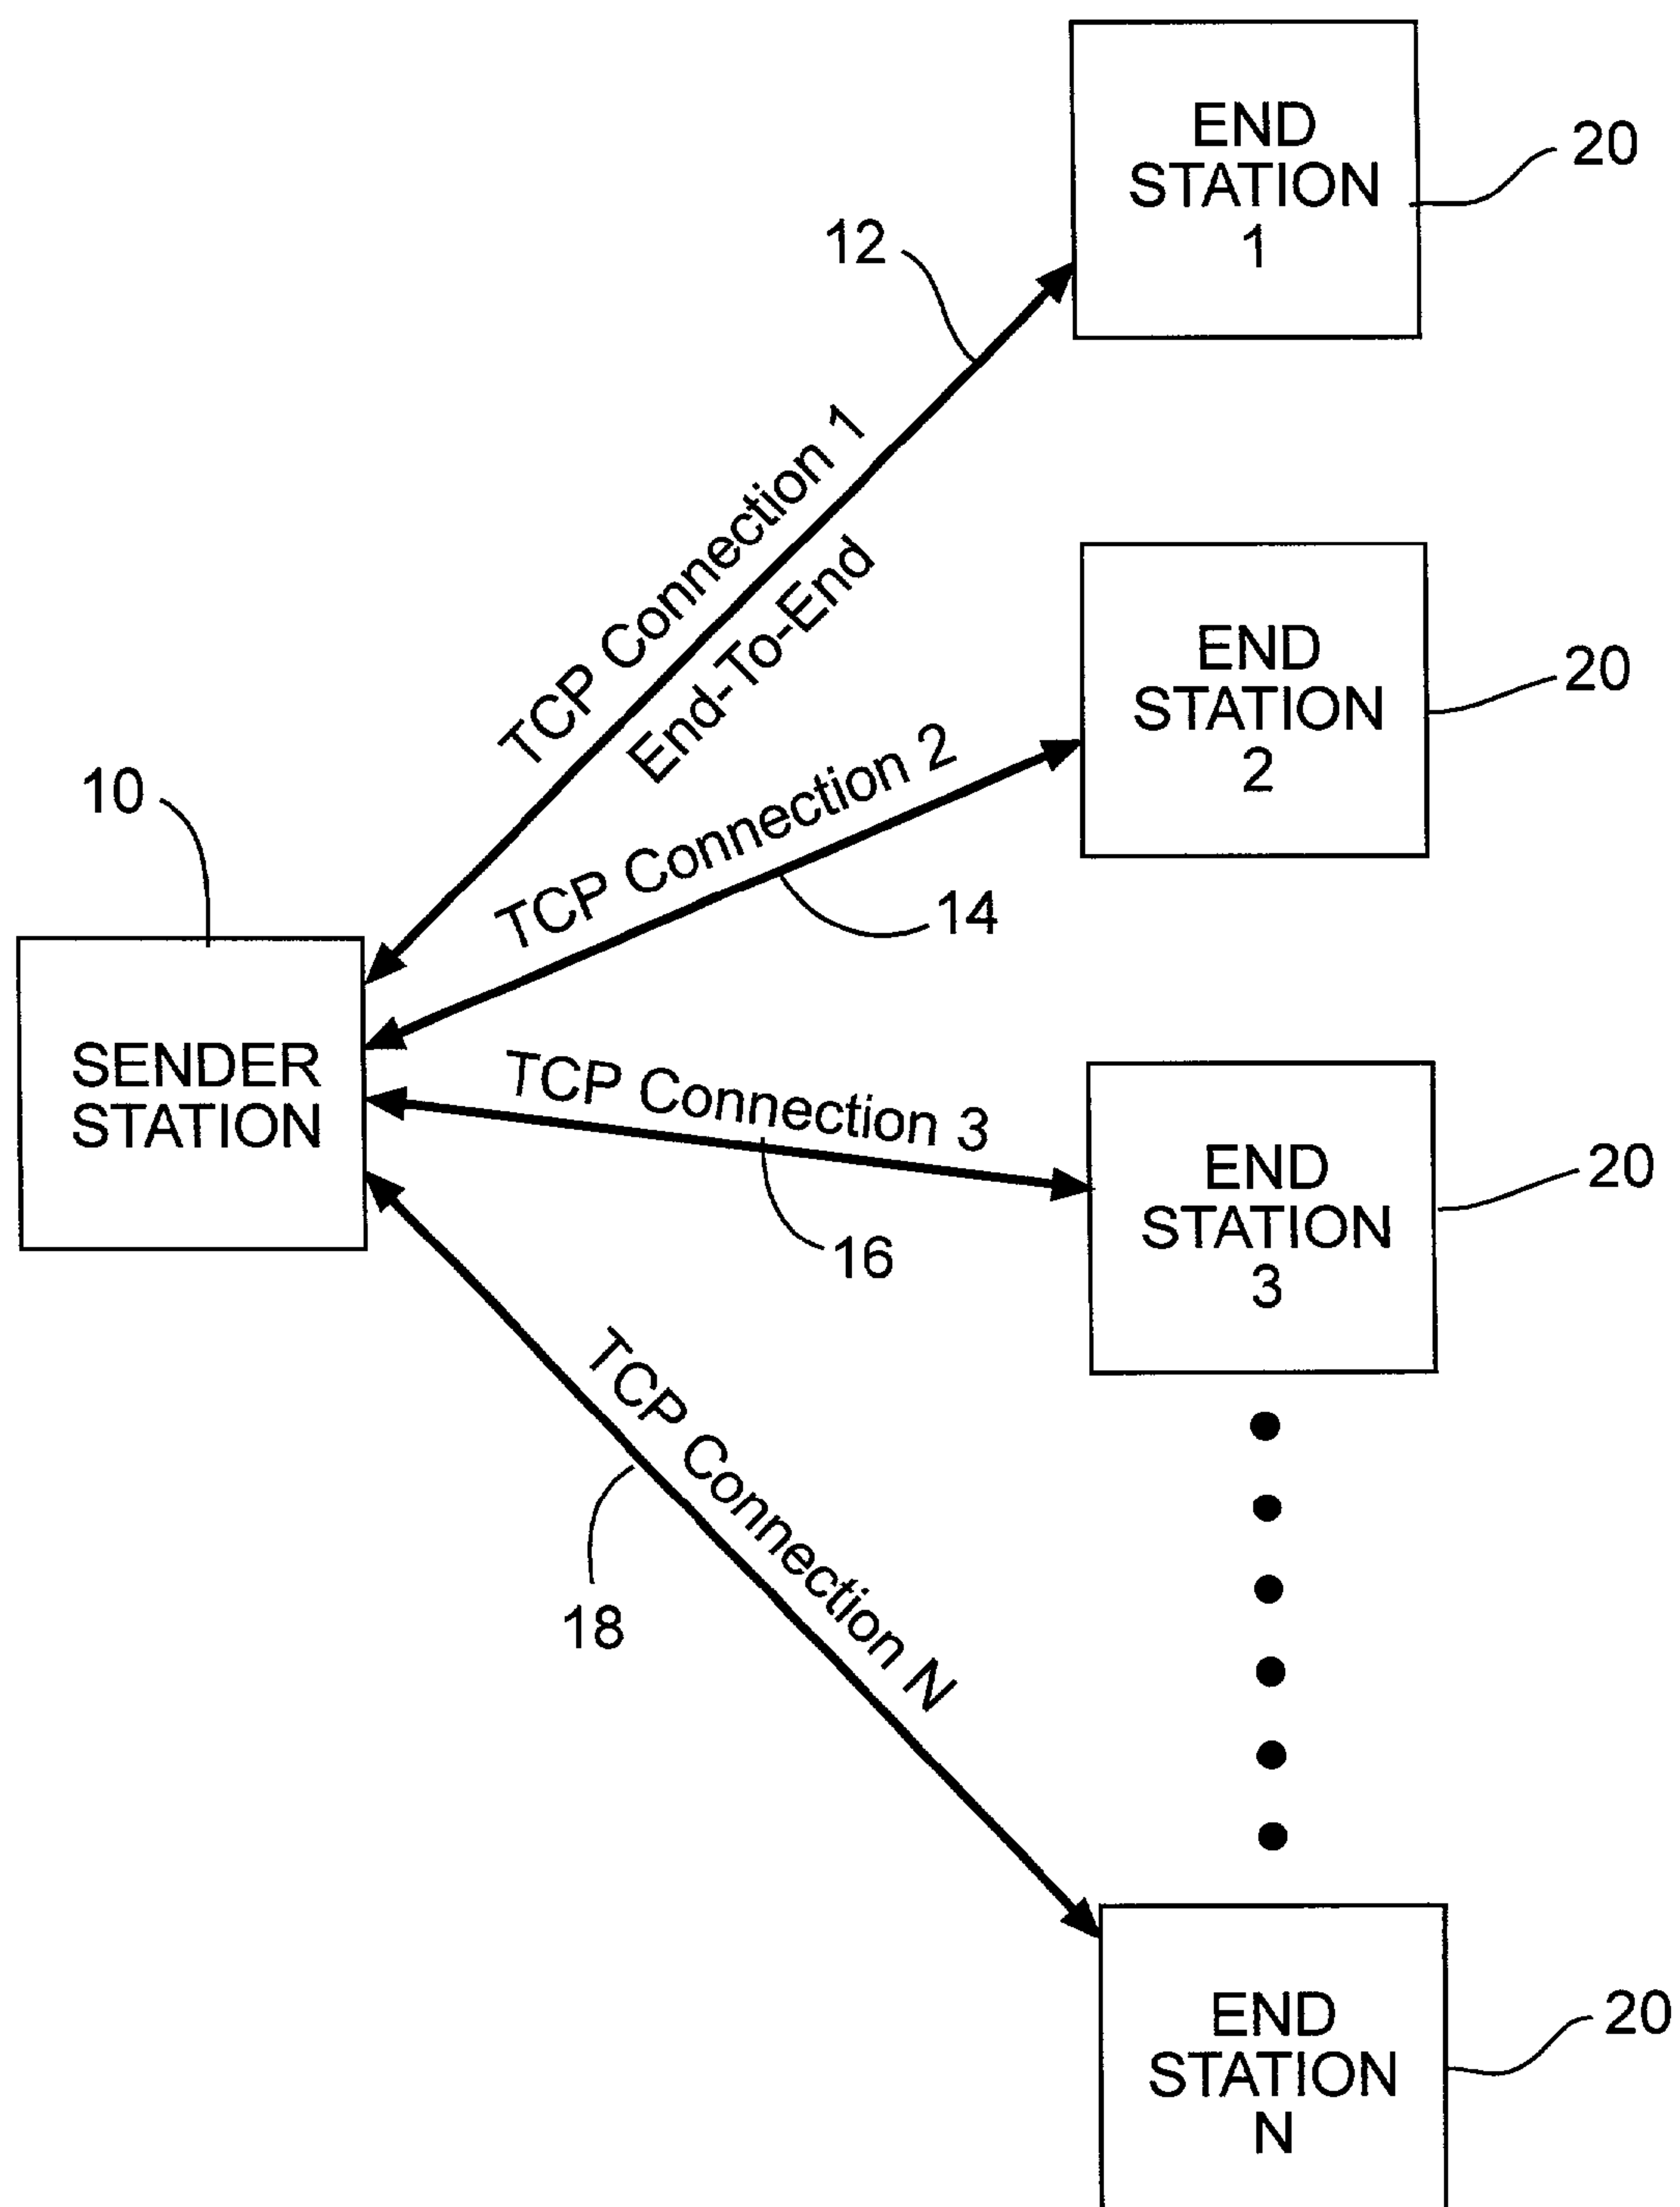 END
STATION
1
20
12
TCP Connection 1
End-To-End
END
STATION
2
20
10
TCP Connection 2
14
SENDER
STATION
TCP Connection 3
16
END
STATION
3
20
TCP Connection N
18
END
STATION
N
20